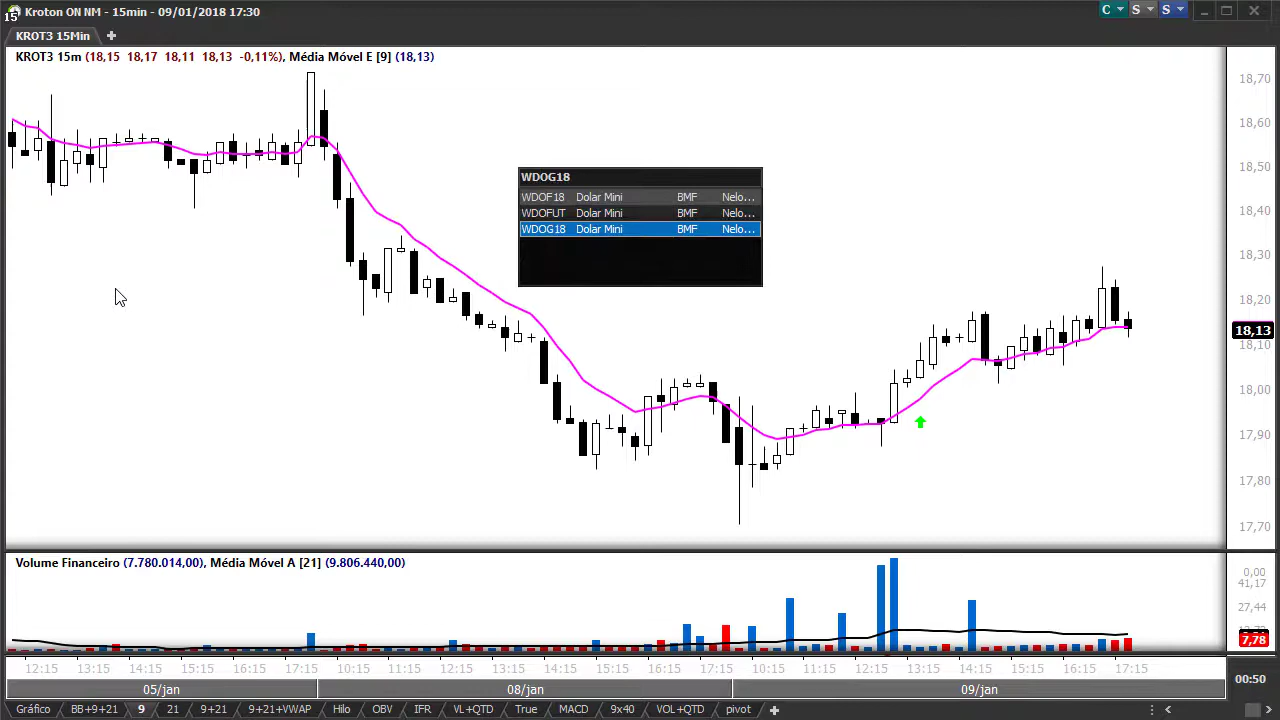 15 Kroton ON NM - 15min - 09/01/2018 17:30
C S S
KROT3 15Min
KROT3 15m (18,15 18,17 18,11 18,13 -0,11%), Média Móvel E [9] (18,13)
WDOG18
WDOF18 Dolar Mini BMF Nelo...
WDOFUT Dolar Mini BMF Nelo...
WDOG18 Dolar Mini BMF Nelo...
18,70
18,60
18,50
18,40
18,30
18,20
18,13
18,10
18,00
17,90
17,80
17,70
Volume Financeiro (7.780.014,00), Média Móvel A [21] (9.806.440,00)
0,00
41,17
27,44
7,78
12:15 13:15 14:15 15:15 16:15 17:15 11:15 12:15 13:15 14:15 15:15 16:15 17:15 10:15 11:15 12:15 13:15 14:15 15:15 16:15 17:15
05/jan 08/jan 09/jan
00:50
Gráfico BB+9+21 9 21 9+21 9+21+VWAP Hilo OBV IFR VL+QTD True MACD 9x40 VOL+QTD pivot